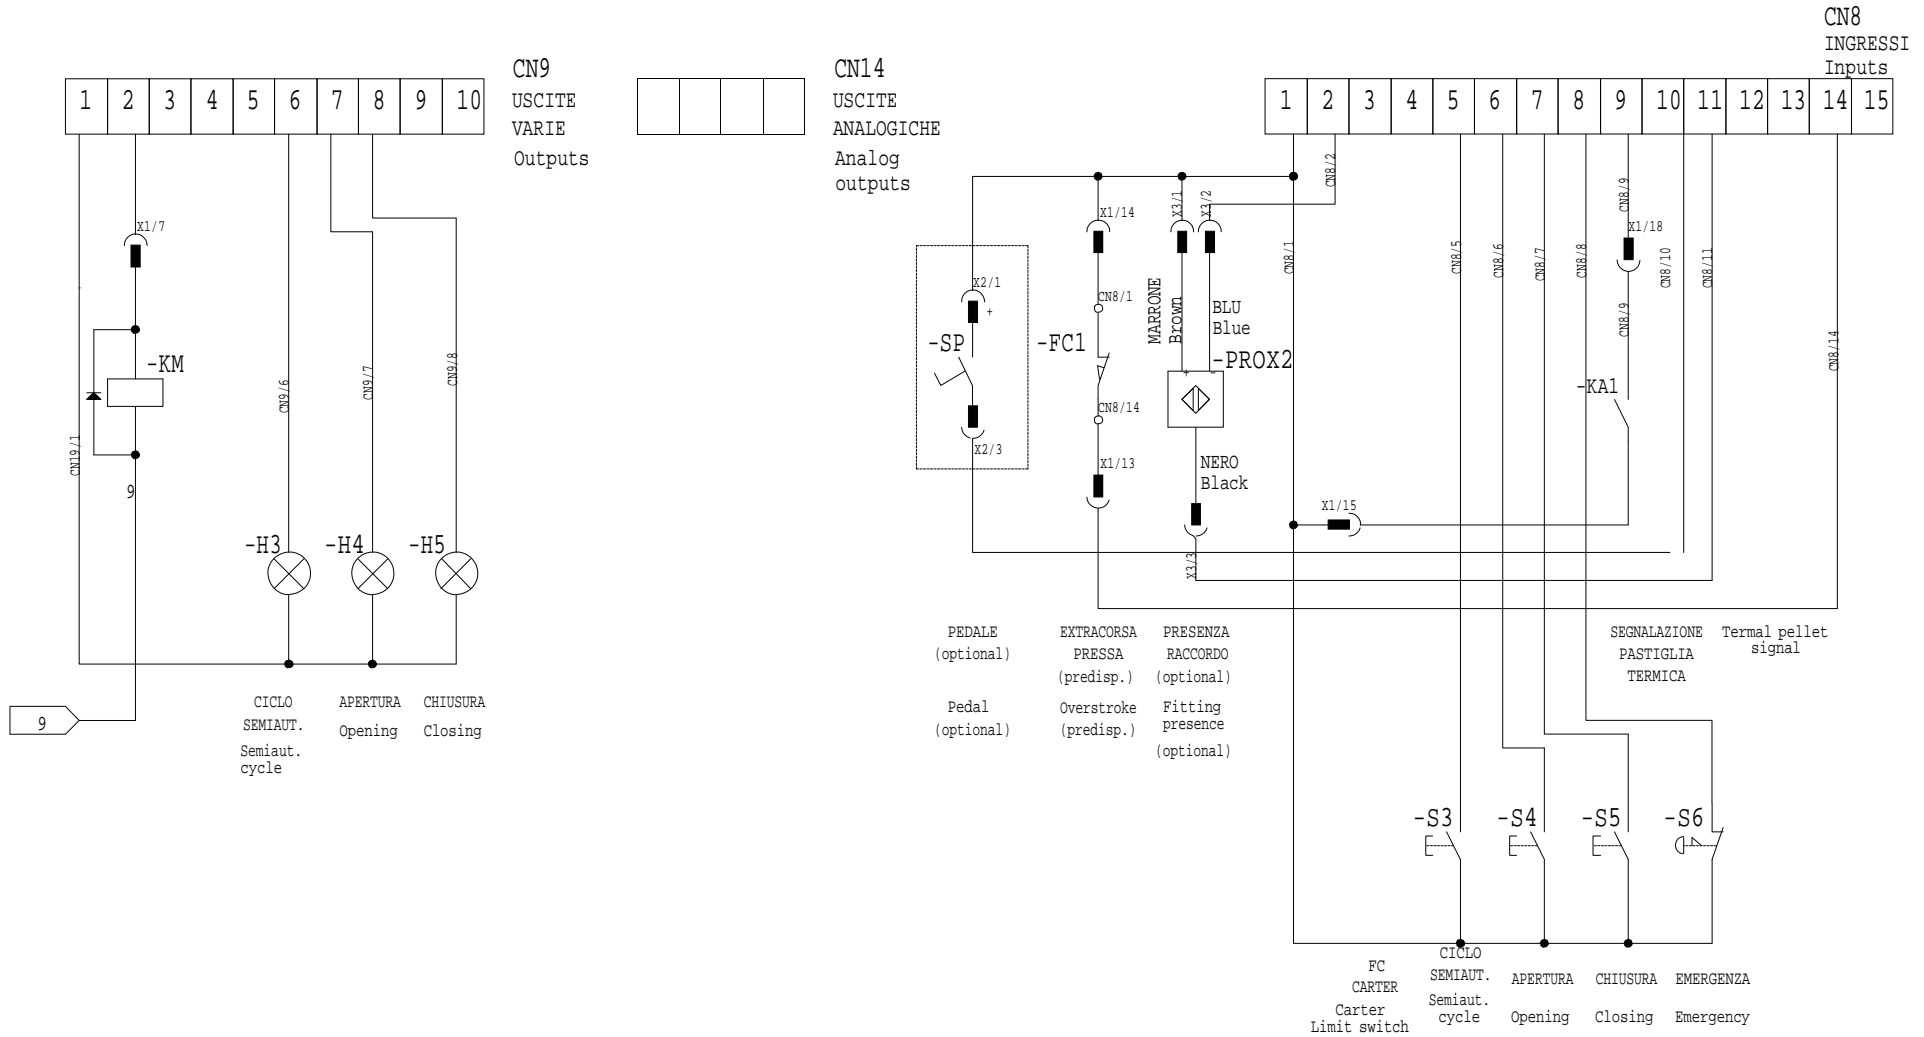 CN8
INGRESSI
Inputs
CN9
USCITE
VARIE
Outputs
CN14
USCITE
ANALOGICHE
Analog
outputs
1 2 3 4 5 6 7 8 9 10
1 2 3 4 5 6 7 8 9 10 11 12 13 14 15
X1/7
-KM
CN19/1
9
9
CN9/6
CN9/7
CN9/8
-H3
-H4
-H5
CICLO
SEMIAUT.
Semiaut.
cycle
APERTURA
Opening
CHIUSURA
Closing
X2/1
+
-SP
X2/3
X1/14
CN8/1
-FC1
CN8/14
X1/13
X3/1
X3/2
MARRONE
Brown
BLU
Blue
-PROX2
+
-
NERO
Black
X3/3
CN8/2
CN8/1
CN8/5
CN8/6
CN8/7
CN8/8
CN8/9
X1/18
CN8/9
CN8/10
CN8/11
CN8/14
-KA1
X1/15
PEDALE
(optional)
Pedal
(optional)
EXTRACORSA
PRESSA
(predisp.)
Overstroke
(predisp.)
PRESENZA
RACCORDO
(optional)
Fitting
presence
(optional)
SEGNALAZIONE
PASTIGLIA
TERMICA
Termal pellet
signal
-S3
-S4
-S5
-S6
FC
CARTER
Carter
Limit switch
CICLO
SEMIAUT.
Semiaut.
cycle
APERTURA
Opening
CHIUSURA
Closing
EMERGENZA
Emergency